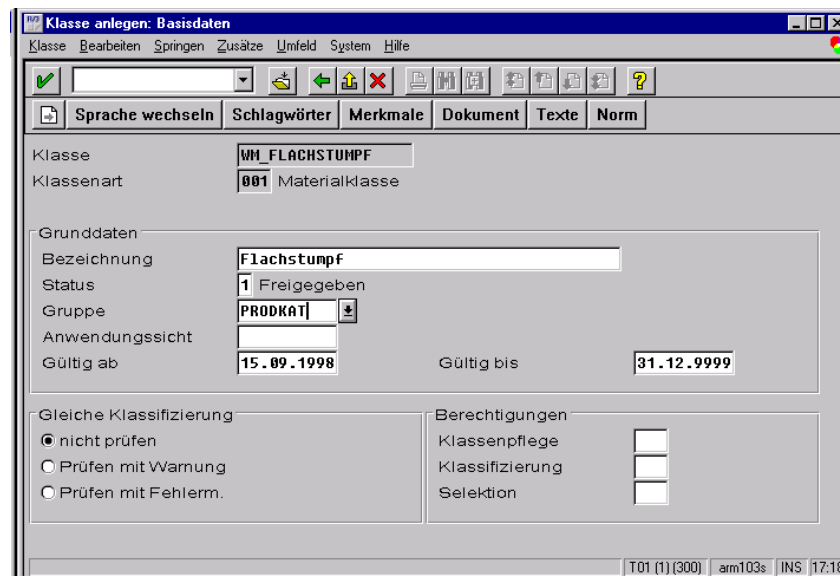 Klasse anlegen: Basisdaten
Klasse Bearbeiten Springen Zusätze Umfeld System Hilfe
Sprache wechseln Schlagwörter Merkmale Dokument Texte Norm
Klasse WM_FLACHSTUMPF
Klassenart 001 Materialklasse
Grunddaten
Bezeichnung Flachstumpf
Status 1 Freigegeben
Gruppe PRODKAT
Anwendungssicht
Gültig ab 15.09.1998 Gültig bis 31.12.9999
Gleiche Klassifizierung Berechtigungen
nicht prüfen Klassenpflege
Prüfen mit Warnung Klassifizierung
Prüfen mit Fehlerm. Selektion
T01 (1) (300) arm103s INS 17:18